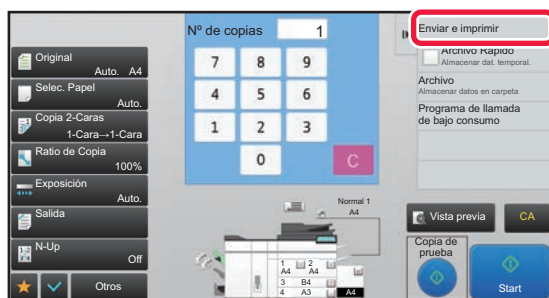 Original
Auto. A4
Selec. Papel
Auto.
Copia 2-Caras
1-Cara→1-Cara
Ratio de Copia
100%
Exposición
Auto.
Salida
N-Up
Off
Otros
Nº de copias 1
7 8 9
4 5 6
1 2 3
0 C
Normal 1
A4
1 A4
2 A4
3 B4
4 A3
A4
Enviar e imprimir
Archivo Rápido
Almacenar dat. temporal.
Archivo
Almacenar datos en carpeta
Programa de llamada
de bajo consumo
Vista previa
CA
Copia de
prueba
Start